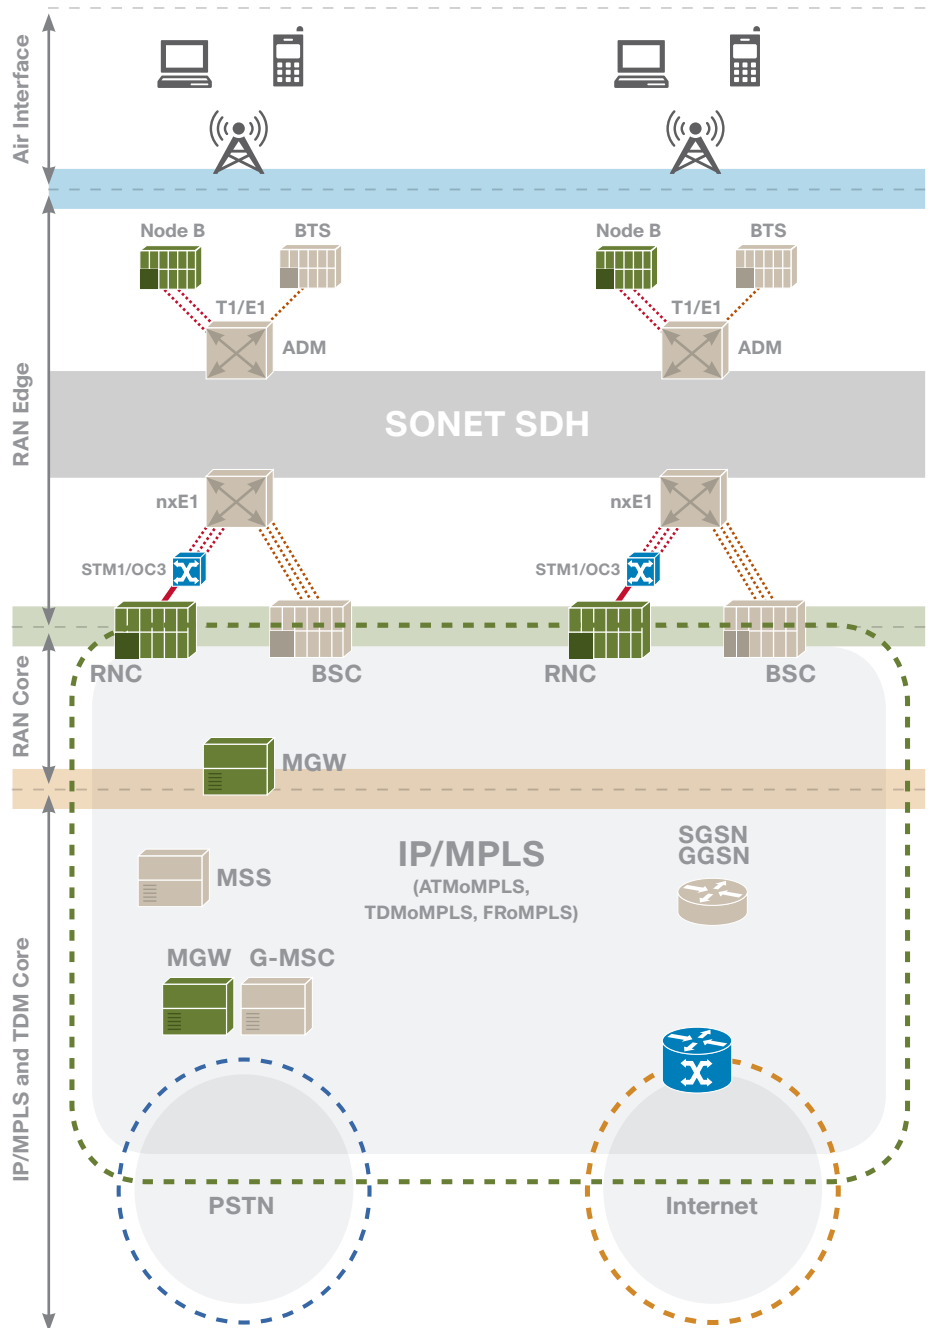 Air Interface
Node B
BTS
Node B
BTS
T1/E1
T1/E1
ADM
ADM
RAN Edge
SONET SDH
nxE1
nxE1
STM1/OC3
STM1/OC3
RNC
BSC
RNC
BSC
RAN Core
MGW
IP/MPLS
(ATMoMPLS,
TDMoMPLS, FRoMPLS)
SGSN
GGSN
MSS
MGW
G-MSC
IP/MPLS and TDM Core
PSTN
Internet